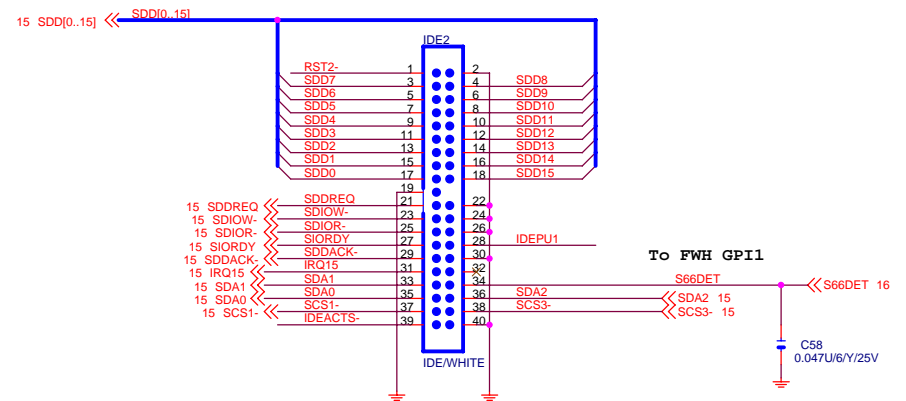 15 SDD[0..15] SDD[0..15]
IDE2
RST2- 1 2
SDD7 3 4 SDD8
SDD6 5 6 SDD9
SDD5 7 8 SDD10
SDD4 9 10 SDD11
SDD3 11 12 SDD12
SDD2 13 14 SDD13
SDD1 15 16 SDD14
SDD0 17 18 SDD15
19
15 SDDREQ SDDREQ 21 22
15 SDIOW- SDIOW- 23 24
15 SDIOR- SDIOR- 25 26
15 SIORDY SIORDY 27 28 IDEPU1
15 SDDACK- SDDACK- 29 30
15 IRQ15 IRQ15 31 32
To FWH GPI1
15 SDA1 SDA1 33 34 S66DET S66DET 16
15 SDA0 SDA0 35 36 SDA2 SDA2 15
15 SCS1- SCS1- 37 38 SCS3- SCS3- 15
IDEACTS- 39 40
IDE/WHITE
C58
0.047U/6/Y/25V